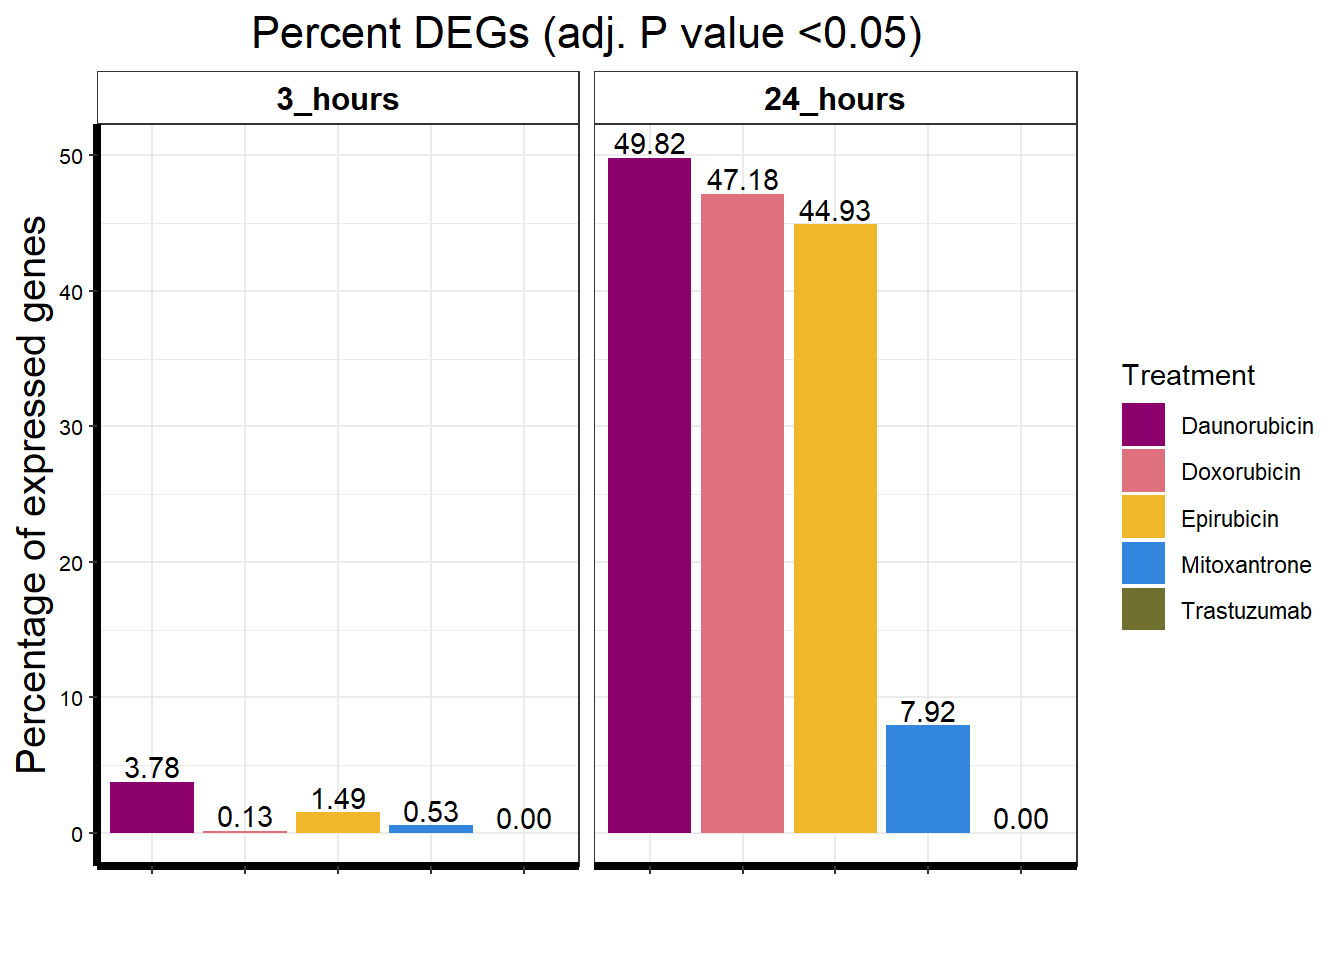 Percent DEGs (adj. P value <0.05)
3_hours
24_hours
Percentage of expressed genes
50
40
30
20
10
0
3.78
0.13
1.49
0.53
0.00
49.82
47.18
44.93
7.92
0.00
Treatment
Daunorubicin
Doxorubicin
Epirubicin
Mitoxantrone
Trastuzumab